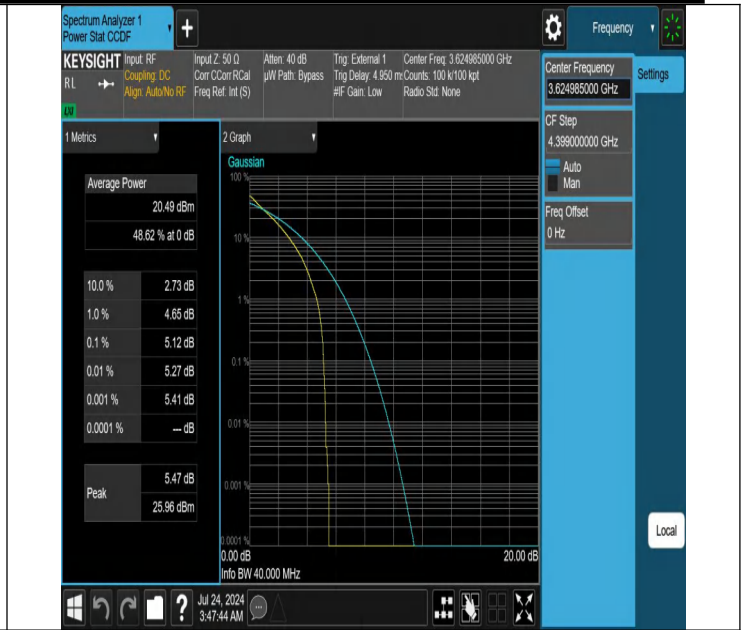 Spectrum Analyzer 1
Power Stat CCDF
Frequency
KEYSIGHT
RL
LXI
Input: RF
Coupling: DC
Align: Auto/No RF
Input Z: 50 Ω
Corr CCorr RCal
Freq Ref: Int (S)
Atten: 40 dB
µW Path: Bypass
Trig: External 1
Trig Delay: 4.950 ms
#IF Gain: Low
Center Freq: 3.624985000 GHz
Counts: 100 k/100 kpt
Radio Std: None
Center Frequency
3.624985000 GHz
Settings
CF Step
4.399000000 GHz
Auto
Man
Freq Offset
0 Hz
1 Metrics
Average Power
20.49 dBm
48.62 % at 0 dB
10.0 % 2.73 dB
1.0 % 4.65 dB
0.1 % 5.12 dB
0.01 % 5.27 dB
0.001 % 5.41 dB
0.0001 % --- dB
Peak
5.47 dB
25.96 dBm
2 Graph
Gaussian
100 %
10 %
1 %
0.1 %
0.01 %
0.001 %
0.0001 %
0.00 dB 20.00 dB
Info BW 40.000 MHz
Local
?
Jul 24, 2024
3:47:44 AM